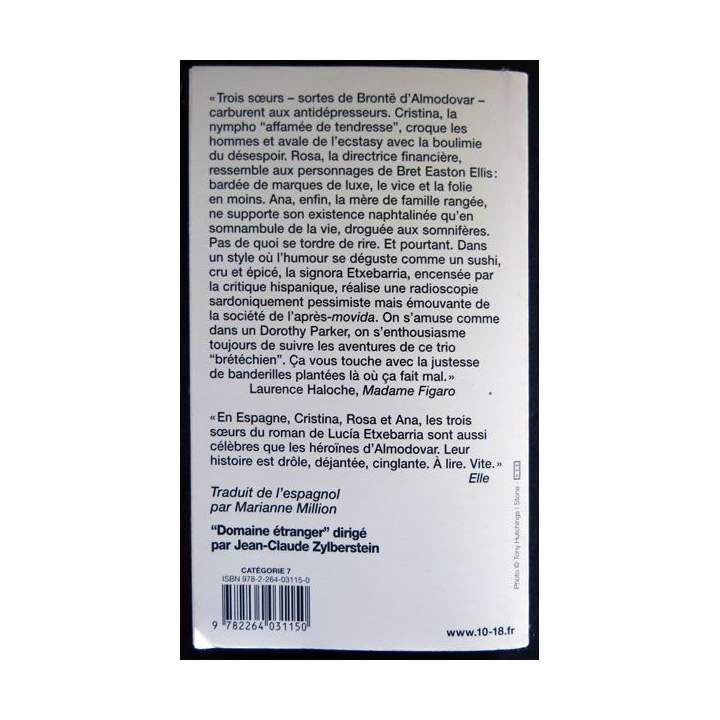 «Trois sœurs – sortes de Brontë d'Almodovar –
carburent aux antidépresseurs. Cristina, la
nympho “affamée de tendresse”, croque les
hommes et avale de l'ecstasy avec la boulimie
du désespoir. Rosa, la directrice financière,
ressemble aux personnages de Bret Easton Ellis:
bardée de marques de luxe, le vice et la folie
en moins. Ana, enfin, la mère de famille rangée,
ne supporte son existence naphtalinée qu'en
somnambule de la vie, droguée aux somnifères.
Pas de quoi se tordre de rire. Et pourtant. Dans
un style où l'humour se déguste comme un sushi,
cru et épicé, la signora Etxebarria, encensée par
la critique hispanique, réalise une radioscopie
sardoniquement pessimiste mais émouvante de
la société de l'après-movida. On s'amuse comme
dans un Dorothy Parker, on s'enthousiasme
toujours de suivre les aventures de ce trio
“brétéchien”. Ça vous touche avec la justesse
de banderilles plantées là où ça fait mal.»
Laurence Haloche, Madame Figaro
«En Espagne, Cristina, Rosa et Ana, les trois
sœurs du roman de Lucía Etxebarria sont aussi
célèbres que les héroïnes d'Almodovar. Leur
histoire est drôle, déjantée, cinglante. À lire. Vite.»
Elle
Traduit de l'espagnol
par Marianne Million
“Domaine étranger” dirigé
par Jean-Claude Zylberstein
CATÉGORIE 7
ISBN 978-2-264-03115-0
9 782264 031150
www.10-18.fr
Photo © Tony Hutchings | Stone -